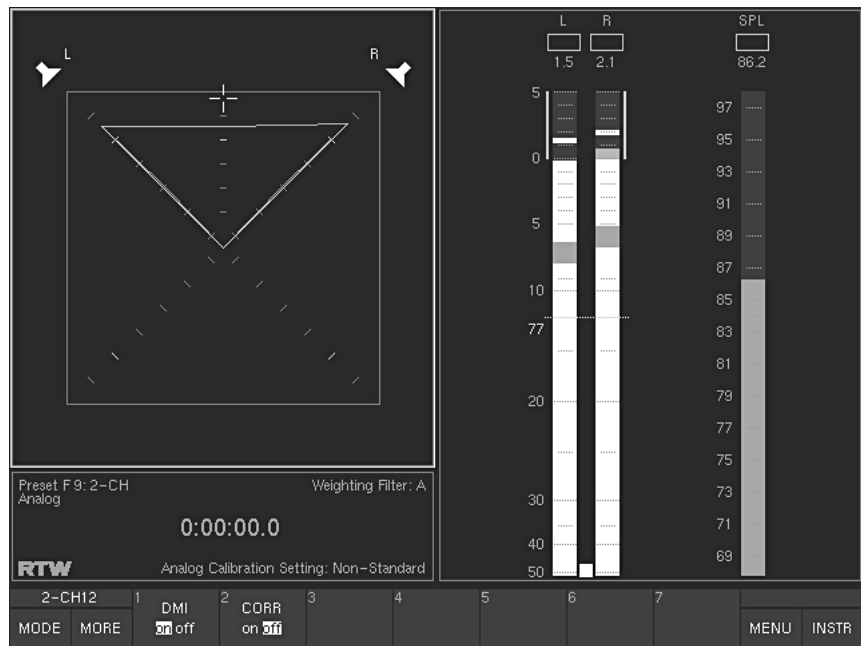 L
R
L R SPL
1.5 2.1 86.2
5
0
5
10
77
20
30
40
50
97
95
93
91
89
87
85
83
81
79
77
75
73
71
69
Preset F 9: 2-CH Weighting Filter: A
Analog
0:00:00.0
RTW Analog Calibration Setting: Non-Standard
2-CH12 1 DMI 2 CORR 3 4 5 6 7
MODE MORE on off on off MENU INSTR